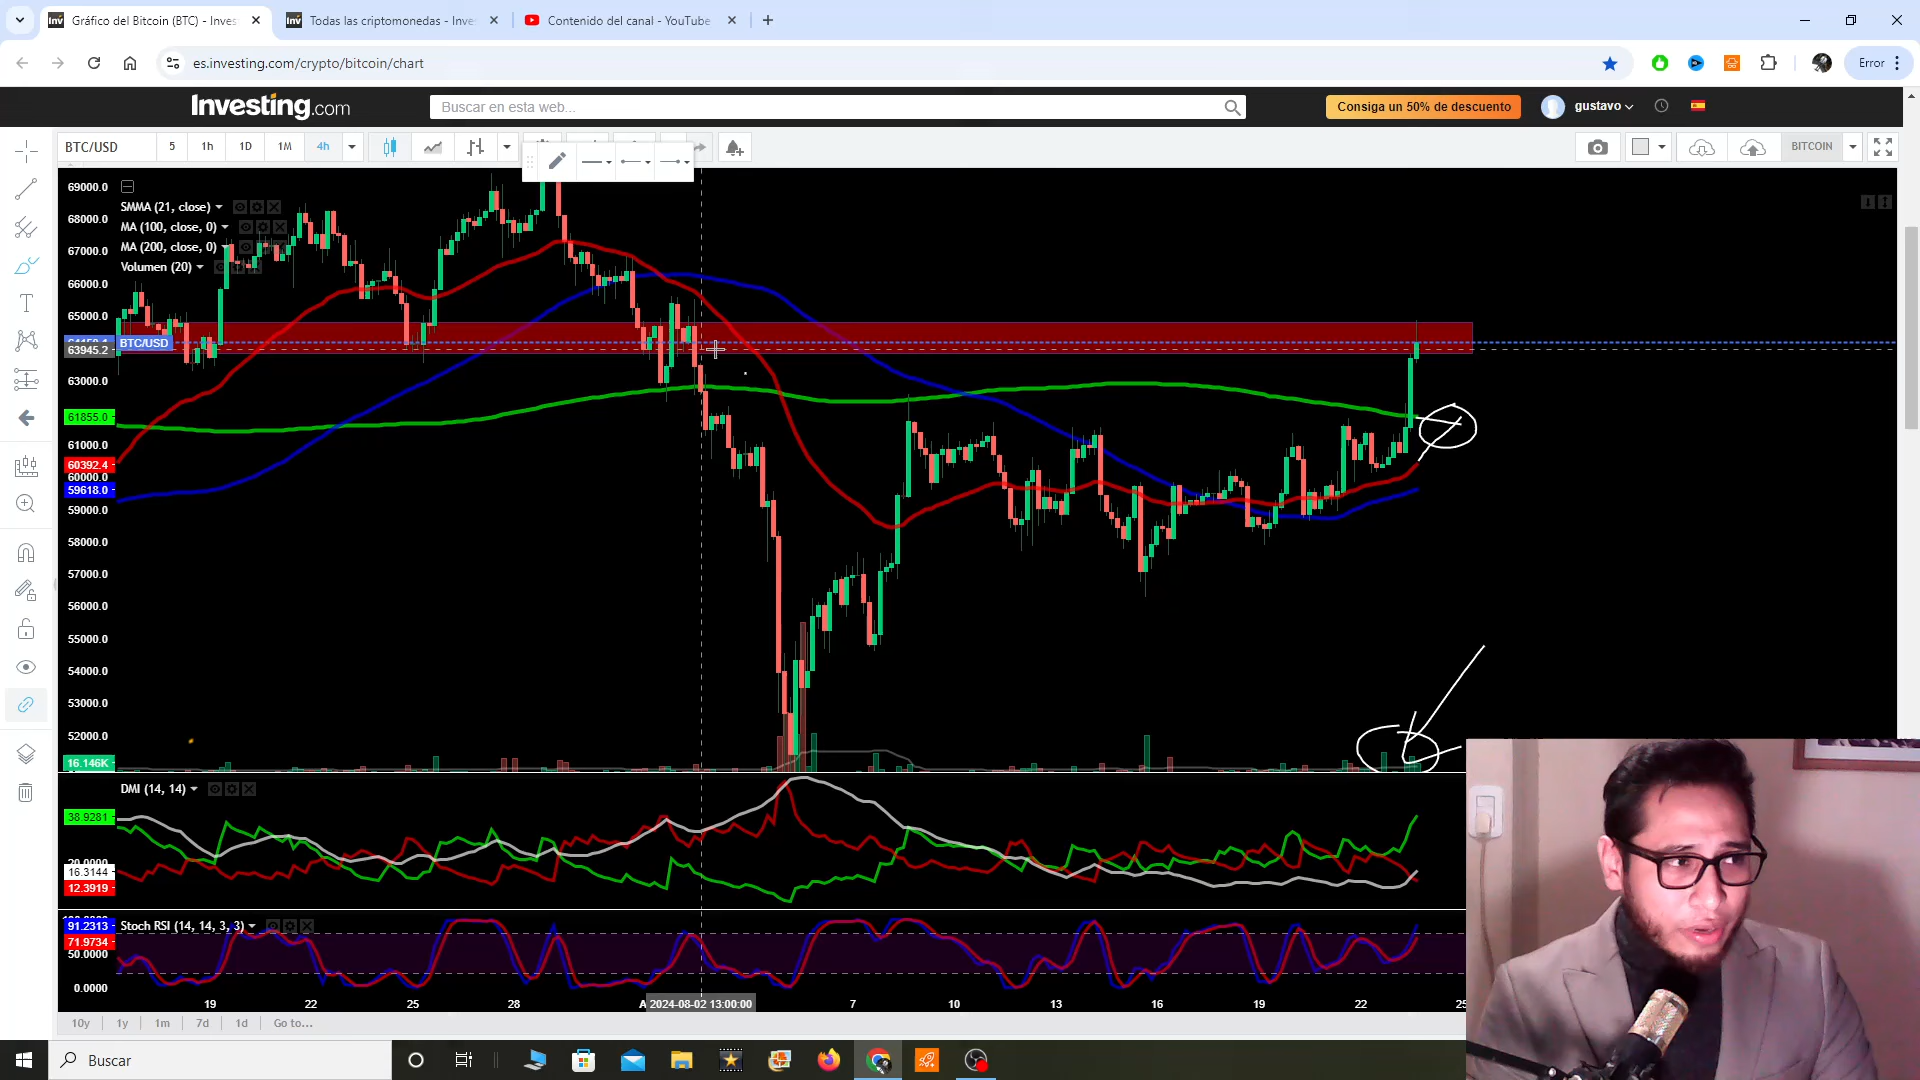 Gráfico del Bitcoin (BTC) - Inves
Todas las criptomonedas - Inve
Contenido del canal - YouTube
es.investing.com/crypto/bitcoin/chart
Error
Investing.com
Buscar en esta web...
Consiga un 50% de descuento
gustavo
BTC/USD
5
1h
1D
1M
4h
BITCOIN
69000.0
68000.0
67000.0
66000.0
65000.0
63945.2
63000.0
61855.0
61000.0
60392.4
60000.0
59618.0
59000.0
58000.0
57000.0
56000.0
55000.0
54000.0
53000.0
52000.0
16.146K
SMMA (21, close)
MA (100, close, 0)
MA (200, close, 0)
Volumen (20)
BTC/USD
DMI (14, 14)
38.9281
20.0000
16.3144
12.3919
Stoch RSI (14, 14, 3, 3)
91.2313
71.9734
50.0000
0.0000
19
22
25
28
A
2024-08-02 13:00:00
7
10
13
16
19
22
25
10y
1y
1m
7d
1d
Go to...
Buscar